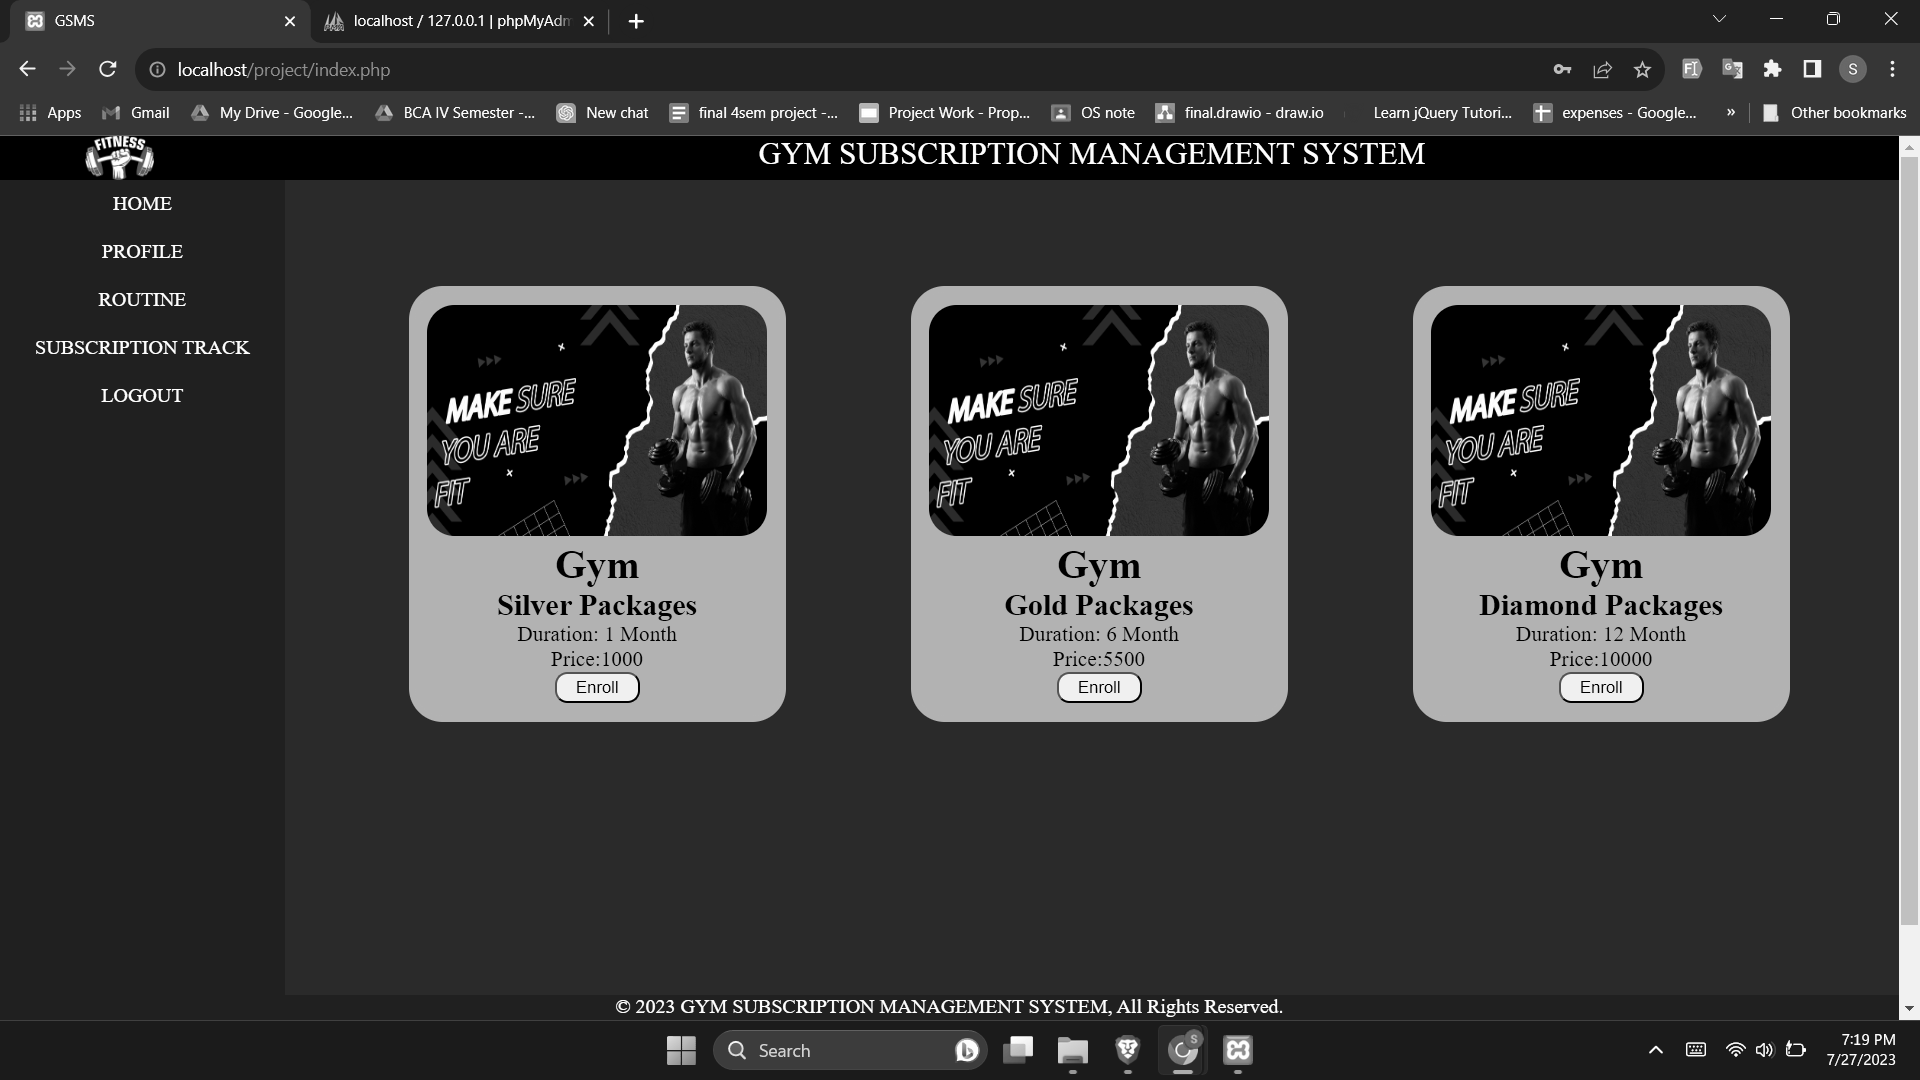 GSMS
localhost / 127.0.0.1 | phpMyAdm
localhost/project/index.php
S
Apps
Gmail
My Drive - Google...
BCA IV Semester -...
New chat
final 4sem project -...
Project Work - Prop...
OS note
final.drawio - draw.io
Learn jQuery Tutori...
expenses - Google...
»
Other bookmarks
FITNESS
GYM SUBSCRIPTION MANAGEMENT SYSTEM
HOME
PROFILE
ROUTINE
SUBSCRIPTION TRACK
LOGOUT
MAKE SURE
YOU ARE
FIT
Gym
Silver Packages
Duration: 1 Month
Price:1000
Enroll
MAKE SURE
YOU ARE
FIT
Gym
Gold Packages
Duration: 6 Month
Price:5500
Enroll
MAKE SURE
YOU ARE
FIT
Gym
Diamond Packages
Duration: 12 Month
Price:10000
Enroll
© 2023 GYM SUBSCRIPTION MANAGEMENT SYSTEM, All Rights Reserved.
Search
S
7:19 PM
7/27/2023